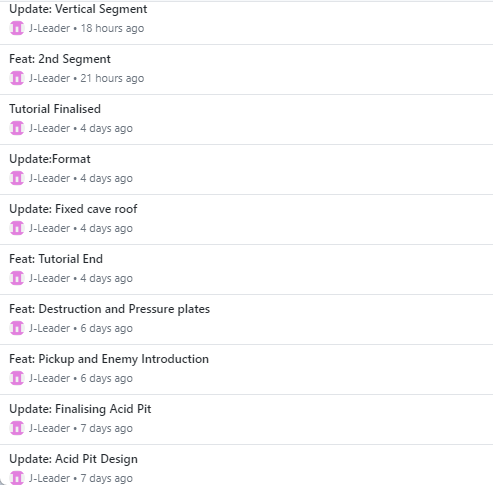 Update: Vertical Segment
J-Leader • 18 hours ago
Feat: 2nd Segment
J-Leader • 21 hours ago
Tutorial Finalised
J-Leader • 4 days ago
Update:Format
J-Leader • 4 days ago
Update: Fixed cave roof
J-Leader • 4 days ago
Feat: Tutorial End
J-Leader • 4 days ago
Feat: Destruction and Pressure plates
J-Leader • 6 days ago
Feat: Pickup and Enemy Introduction
J-Leader • 6 days ago
Update: Finalising Acid Pit
J-Leader • 7 days ago
Update: Acid Pit Design
J-Leader • 7 days ago